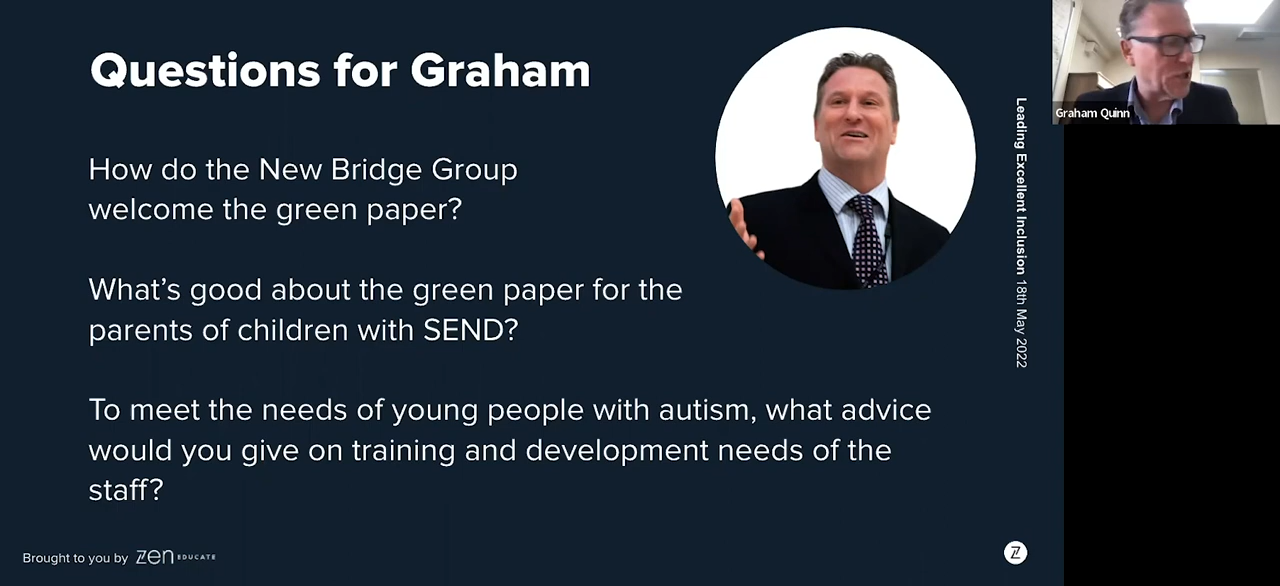 Questions for Graham
How do the New Bridge Group
welcome the green paper?
What's good about the green paper for the
parents of children with SEND?
To meet the needs of young people with autism, what advice
would you give on training and development needs of the
staff?
Brought to you by zen EDUCATE
Leading Excellent Inclusion 18th May 2022
Z
Graham Quinn